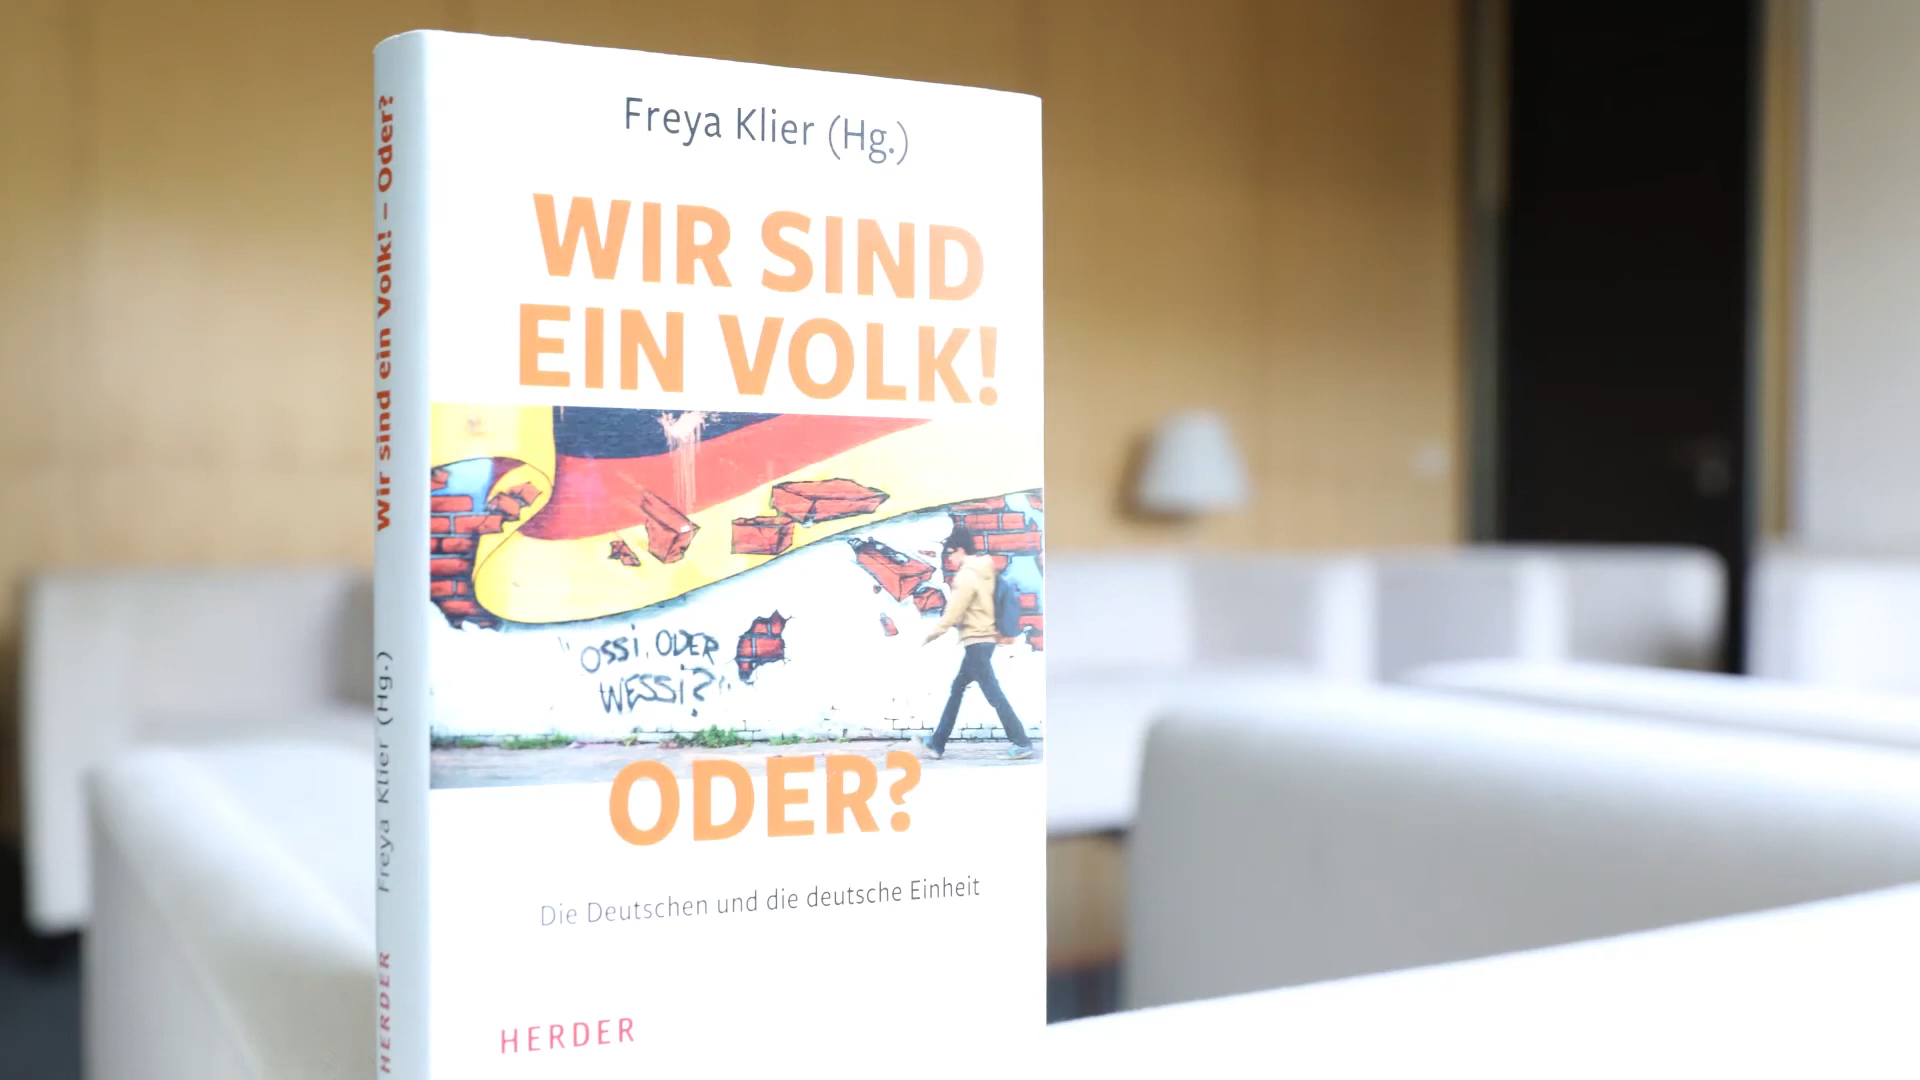 Freya Klier (Hg.)
WIR SIND
EIN VOLK!
"OSSI, ODER
WESSI?"
ODER?
Die Deutschen und die deutsche Einheit
HERDER
Wir sind ein Volk! – Oder?
Freya Klier (Hg.)
HERDER